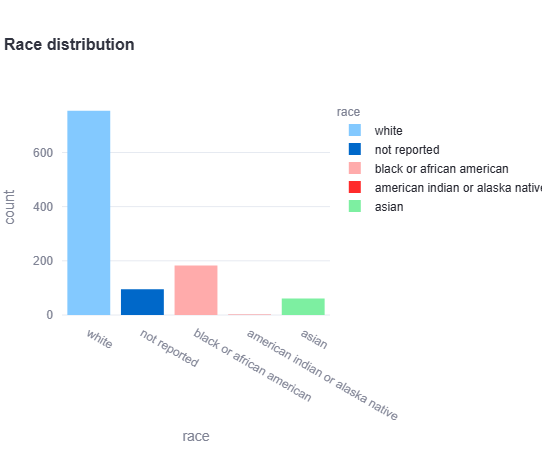 Race distribution
race
white
not reported
black or african american
american indian or alaska native
asian
count
600
400
200
0
white
not reported
black or african american
american indian or alaska native
asian
race